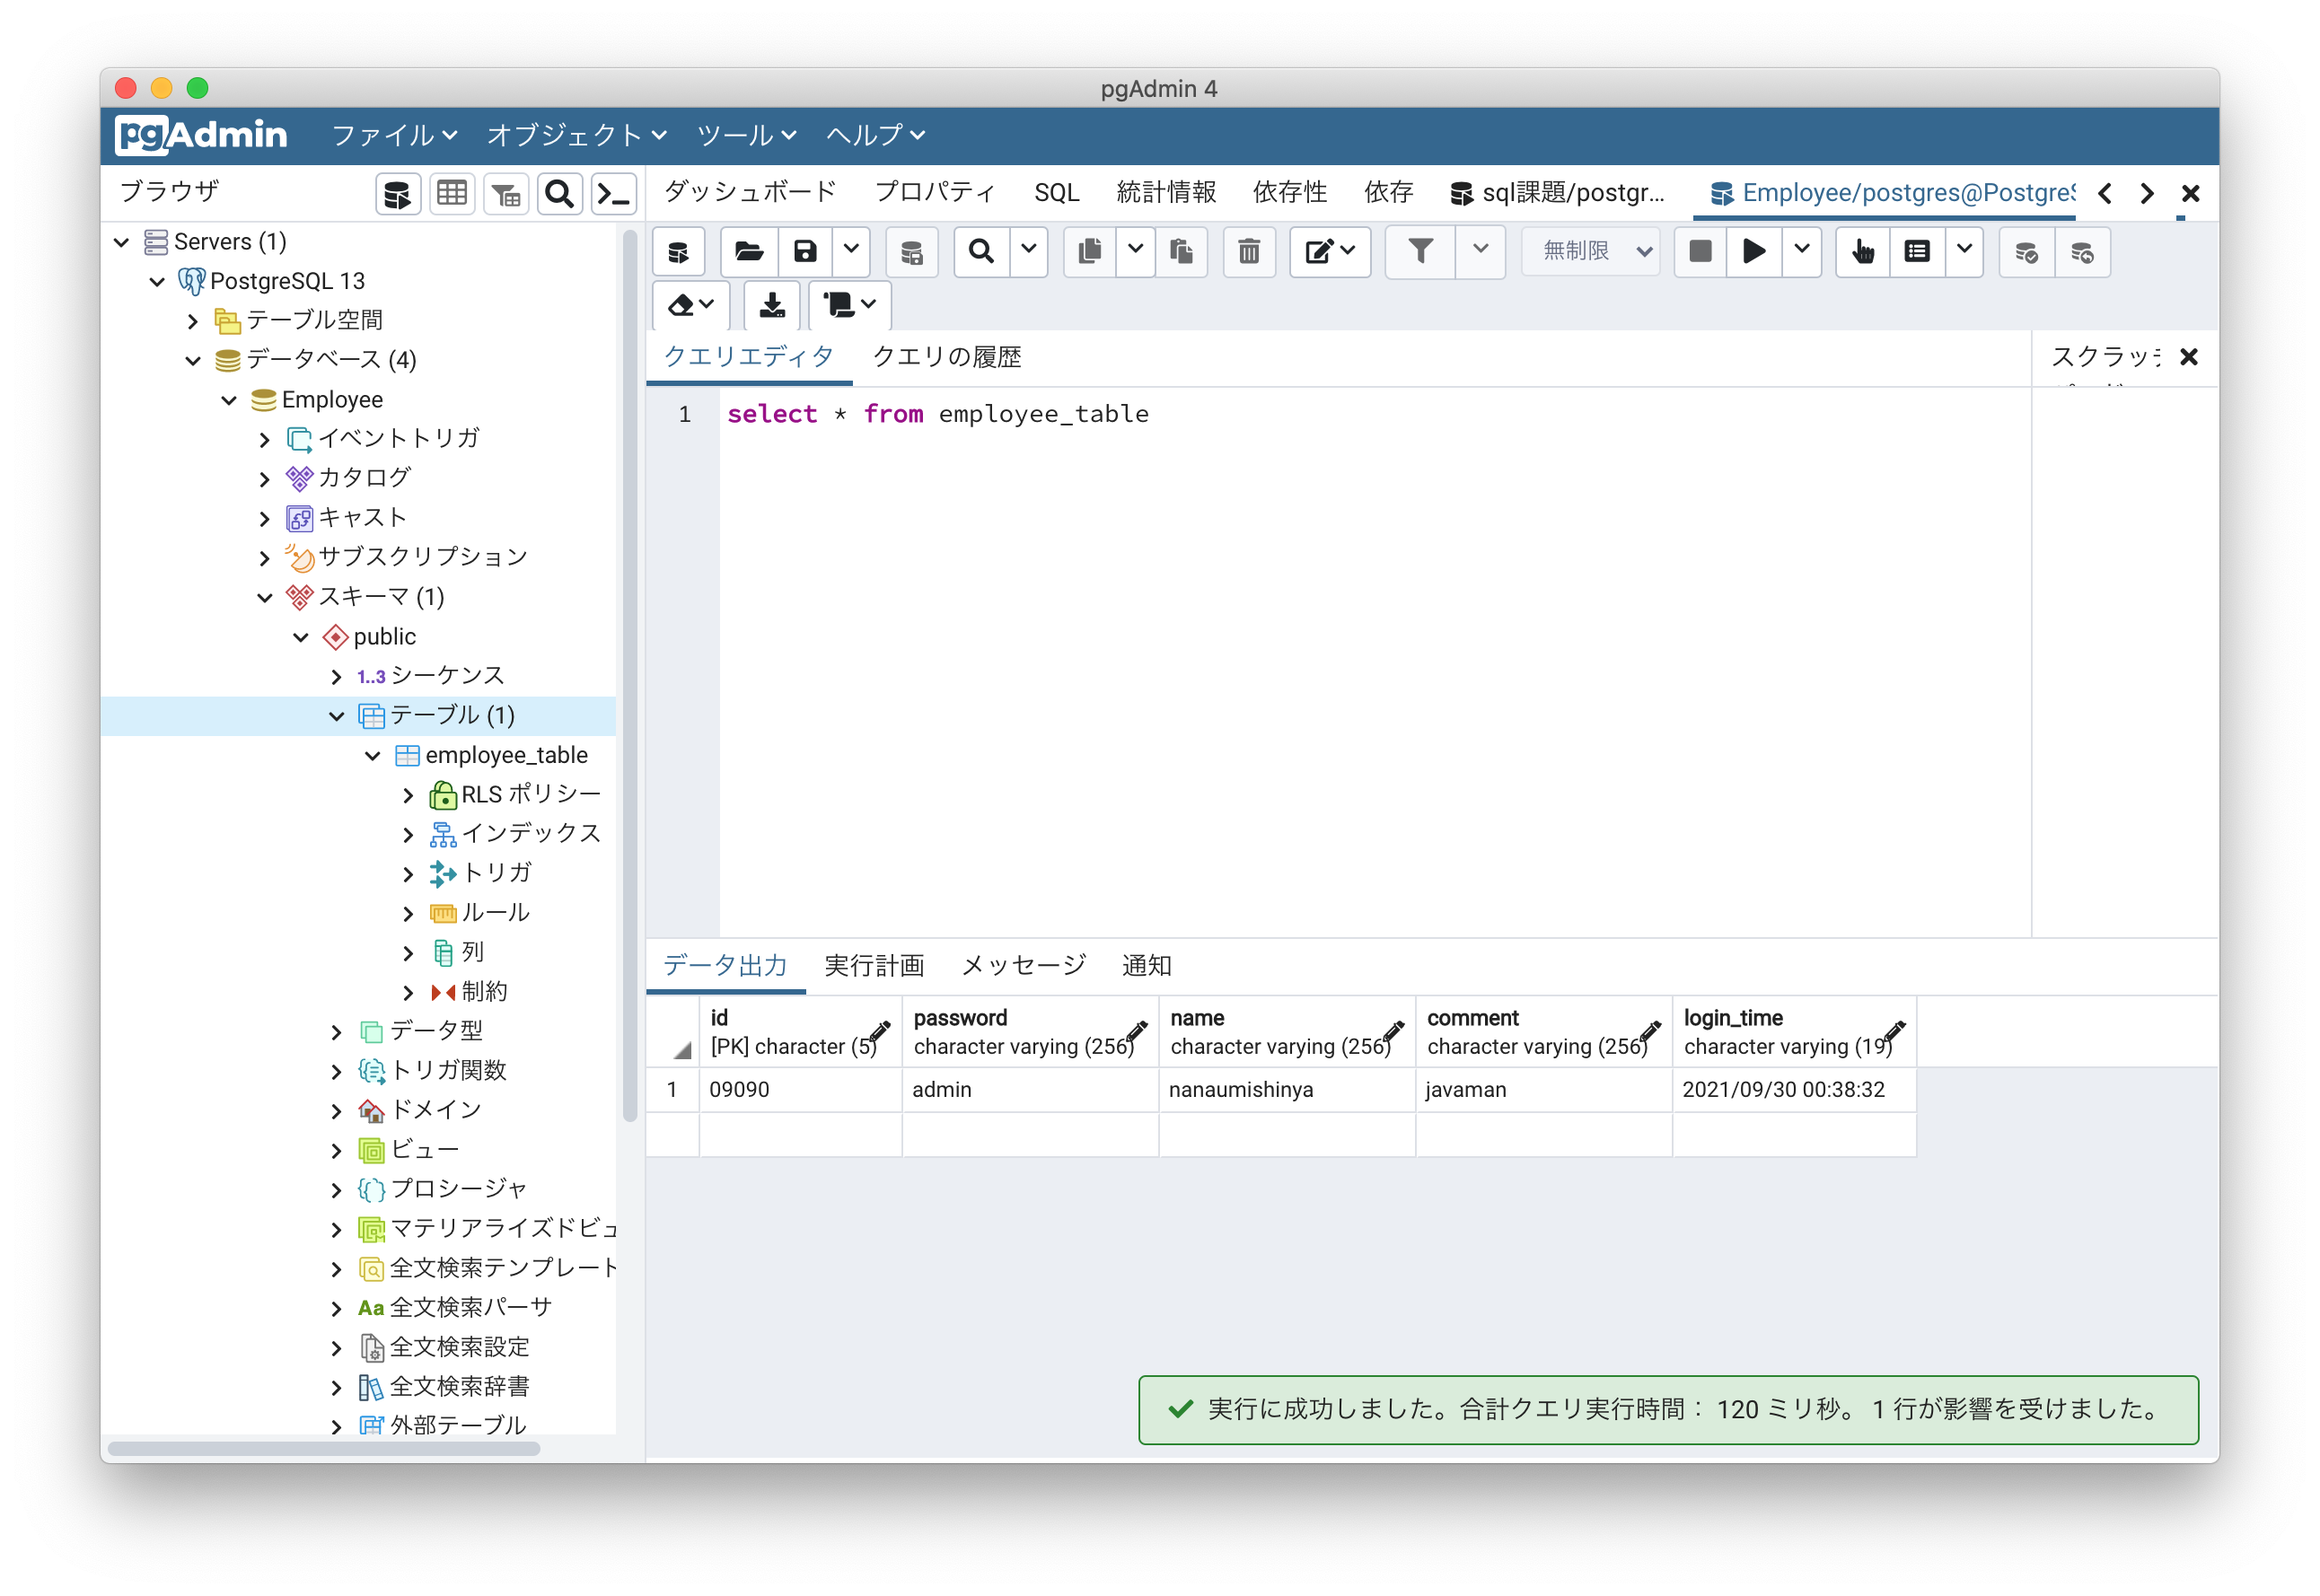 pgAdmin 4
pgAdmin ファイル オブジェクト ツール ヘルプ
ブラウザ
ダッシュボード プロパティ SQL 統計情報 依存性 依存 sql課題/postgr... Employee/postgres@Postgre
Servers (1)
PostgreSQL 13
テーブル空間
データベース (4)
Employee
イベントトリガ
カタログ
キャスト
サブスクリプション
スキーマ (1)
public
1..3 シーケンス
テーブル (1)
employee_table
RLS ポリシー
インデックス
トリガ
ルール
列
制約
データ型
トリガ関数
ドメイン
ビュー
プロシージャ
マテリアライズドビュ
全文検索テンプレート
Aa 全文検索パーサ
全文検索設定
全文検索辞書
外部テーブル
無制限
クエリエディタ クエリの履歴
スクラッチ
1 select * from employee_table
データ出力 実行計画 メッセージ 通知
id password name comment login_time
[PK] character (5) character varying (256) character varying (256) character varying (256) character varying (19)
1 09090 admin nanaumishinya javaman 2021/09/30 00:38:32
実行に成功しました。合計クエリ実行時間： 120 ミリ秒。 1 行が影響を受けました。